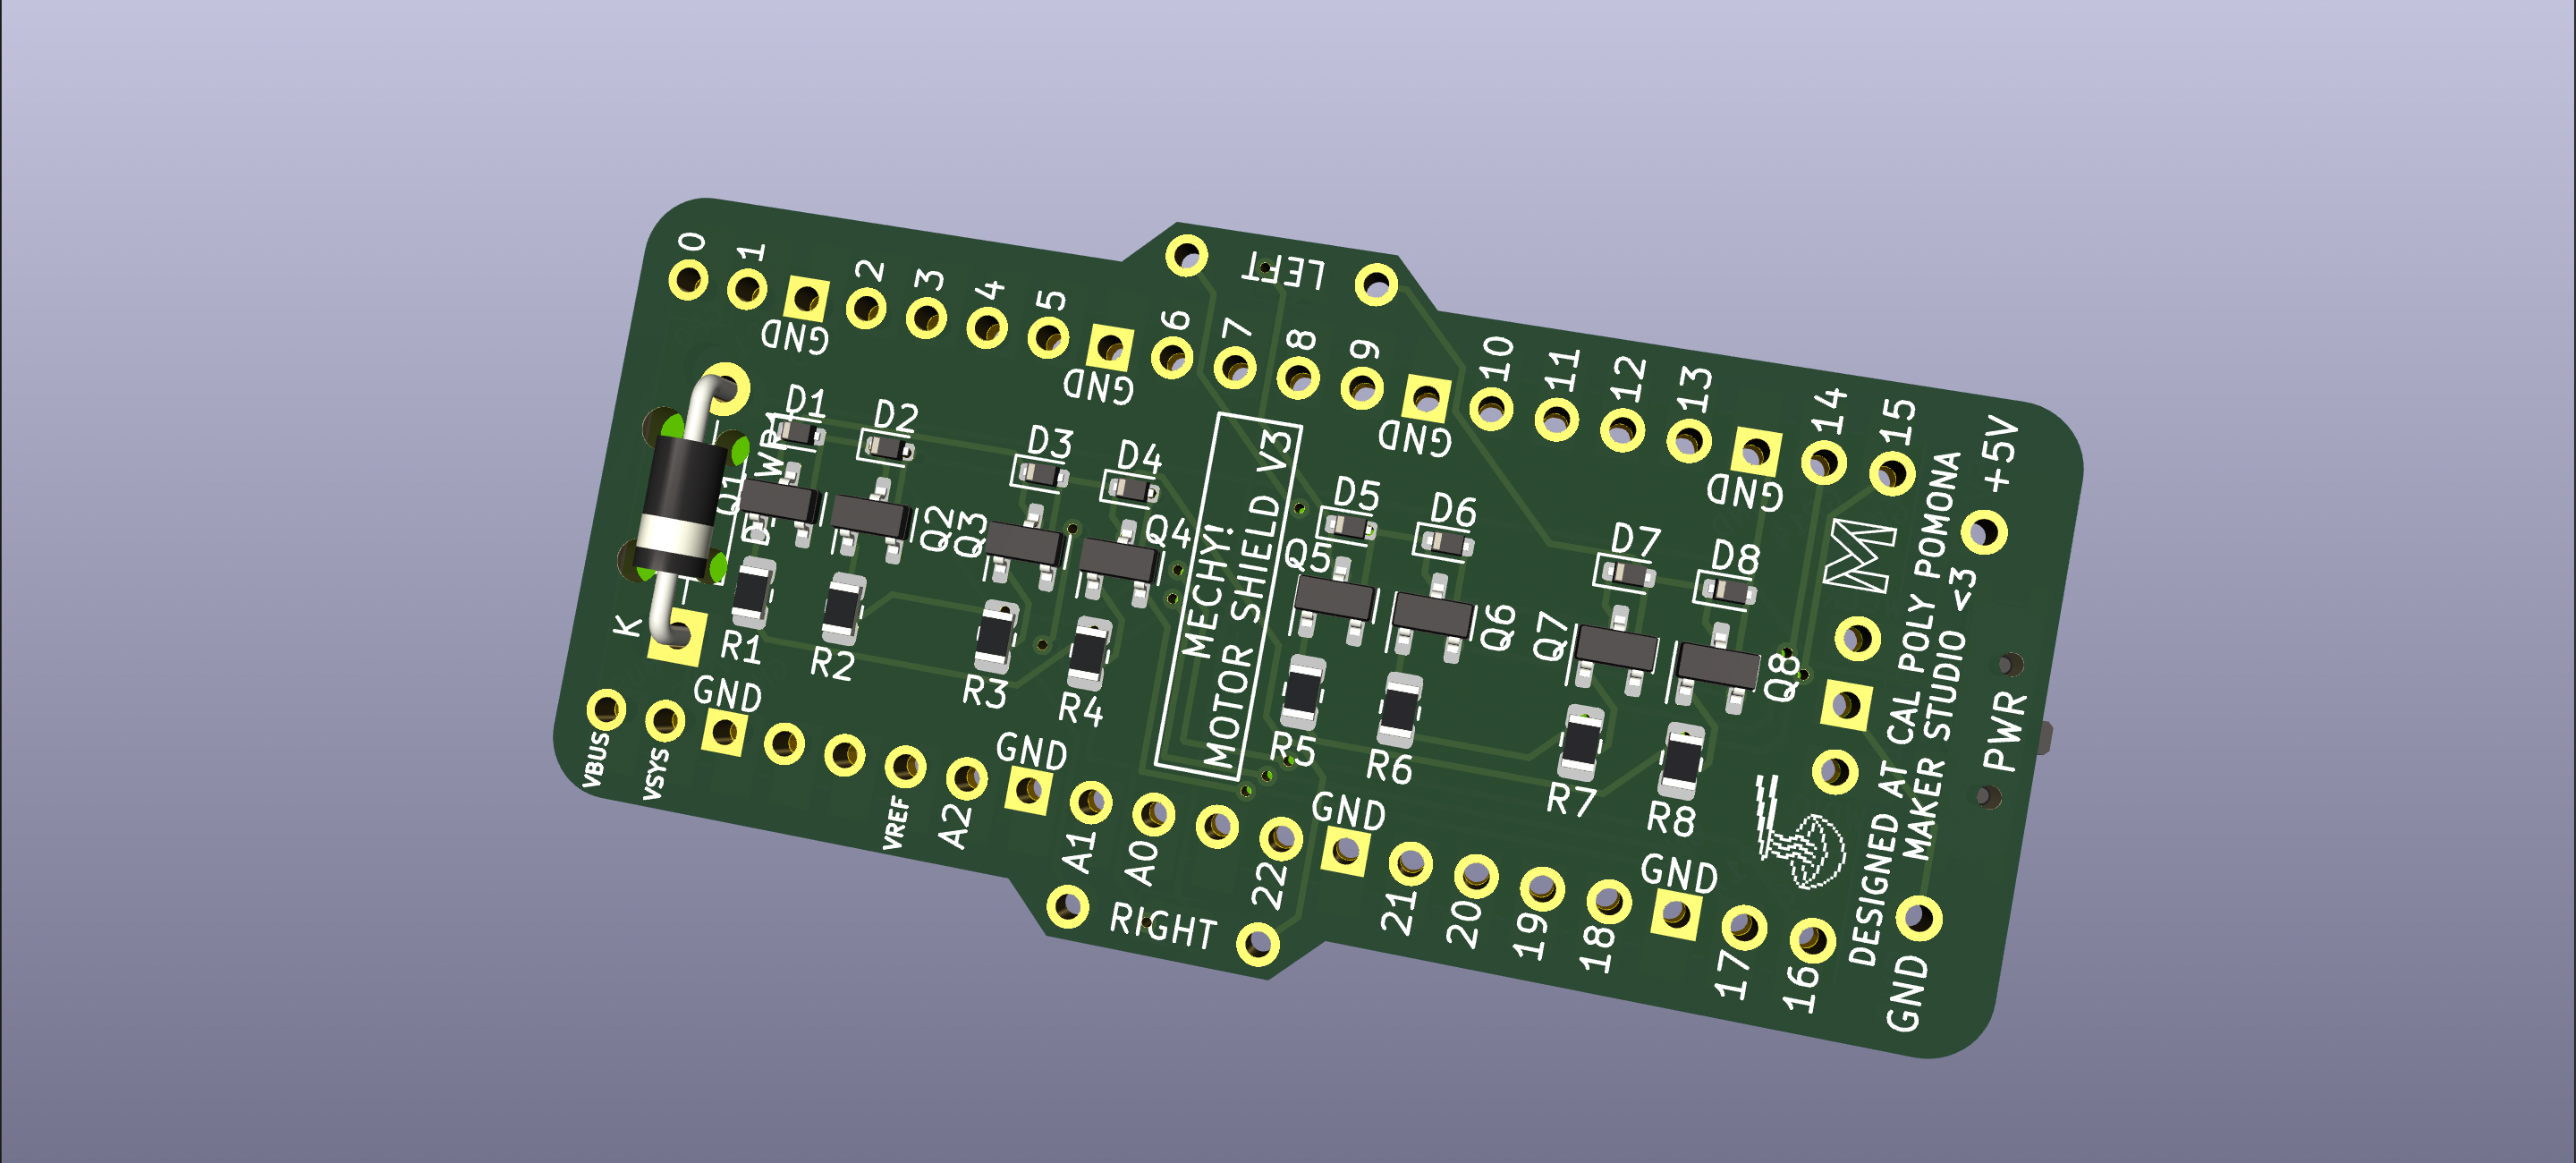 0 1 2 3 4 5 6 7 8 9 10 11 12 13 14 15
LEFT
GND GND GND GND
+5V
D1 D2 D3 D4 D5 D6 D7 D8
Q2 Q3 Q4 Q5 Q6 Q7 Q8
K
R1 R2 R3 R4 R5 R6 R7 R8
MECHY!
MOTOR SHIELD V3
DESIGNED AT CAL POLY POMONA
MAKER STUDIO <3
PWR
GND GND GND GND
VBUS VSYS VREF A2 A1 A0 22 21 20 19 18 17 16
RIGHT
GND